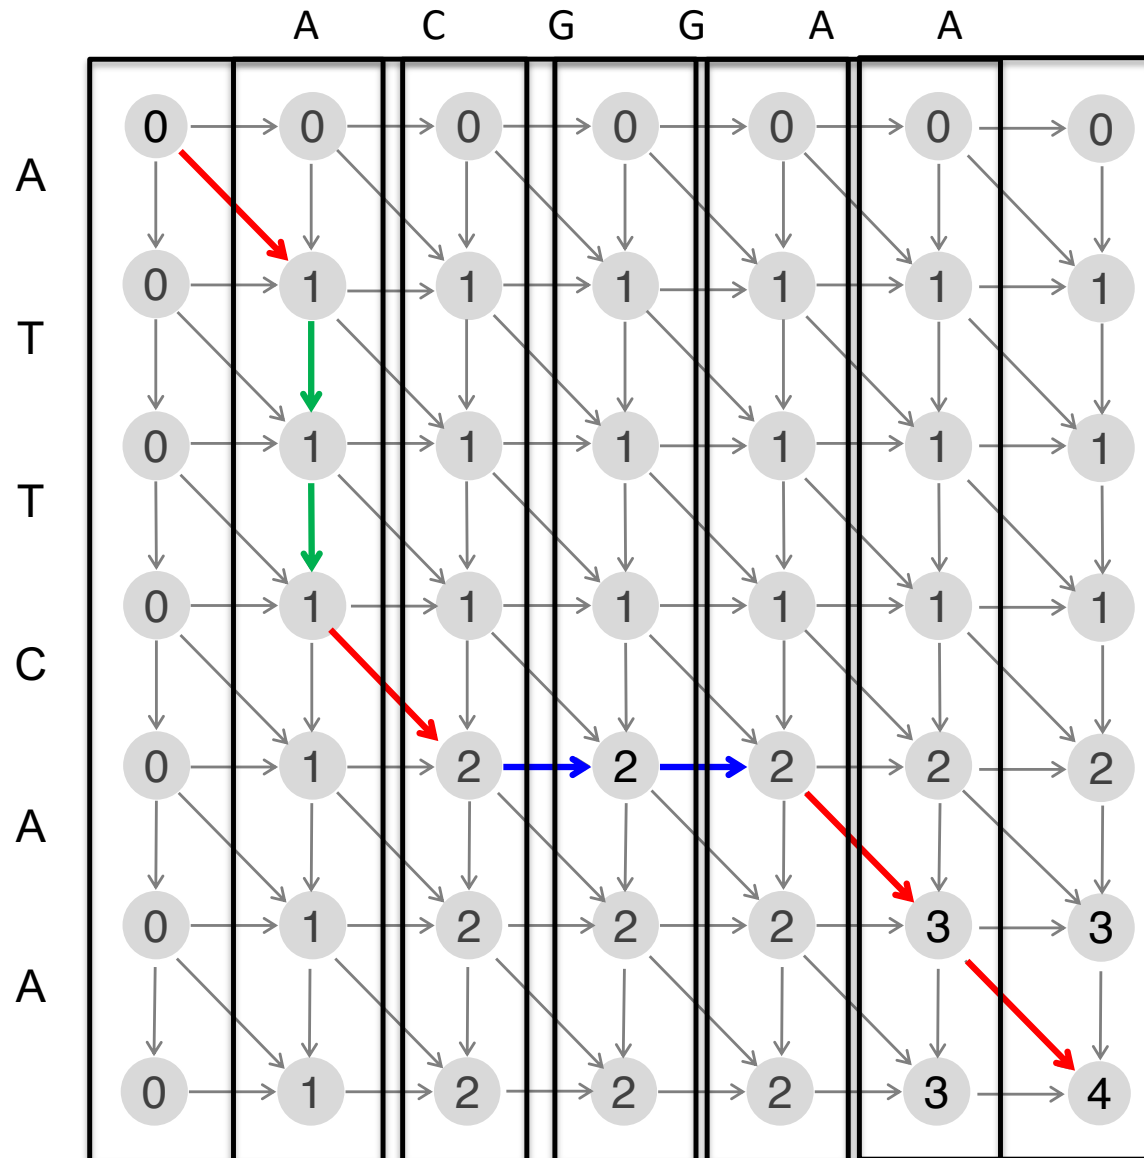 A C G G A A
0 0 0 0 0 0 0
A
0 1 1 1 1 1 1
T
0 1 1 1 1 1 1
T
0 1 1 1 1 1 1
C
0 1 2 2 2 2 2
A
0 1 2 2 2 3 3
A
0 1 2 2 2 3 4